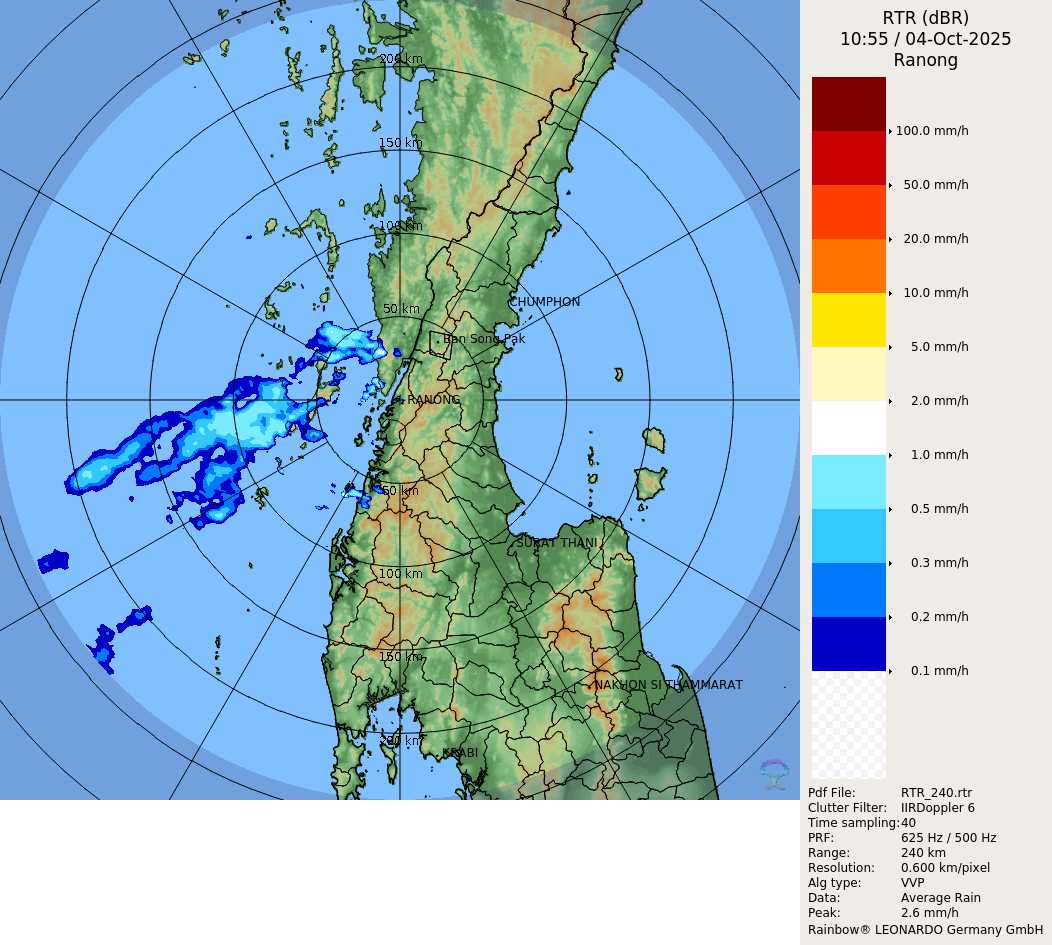 RTR (dBR)
10:55 / 04-Oct-2025
Ranong
100.0 mm/h
50.0 mm/h
20.0 mm/h
10.0 mm/h
5.0 mm/h
2.0 mm/h
1.0 mm/h
0.5 mm/h
0.3 mm/h
0.2 mm/h
0.1 mm/h
200 km
150 km
100 km
CHUMPHON
50 km
Ban Song Pak
RANONG
50 km
SURAT THANI
100 km
150 km
NAKHON SI THAMMARAT
200 km
KRABI
Pdf File: RTR_240.rtr
Clutter Filter: IIRDoppler 6
Time sampling: 40
PRF: 625 Hz / 500 Hz
Range: 240 km
Resolution: 0.600 km/pixel
Alg type: VVP
Data: Average Rain
Peak: 2.6 mm/h
Rainbow® LEONARDO Germany GmbH